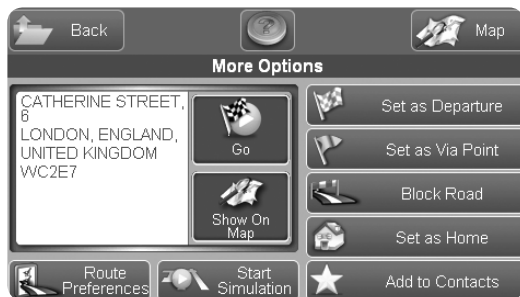 Back
Map
More Options
CATHERINE STREET,
6
LONDON, ENGLAND,
UNITED KINGDOM
WC2E7
Go
Show On
Map
Set as Departure
Set as Via Point
Block Road
Set as Home
Add to Contacts
Route
Preferences
Start
Simulation